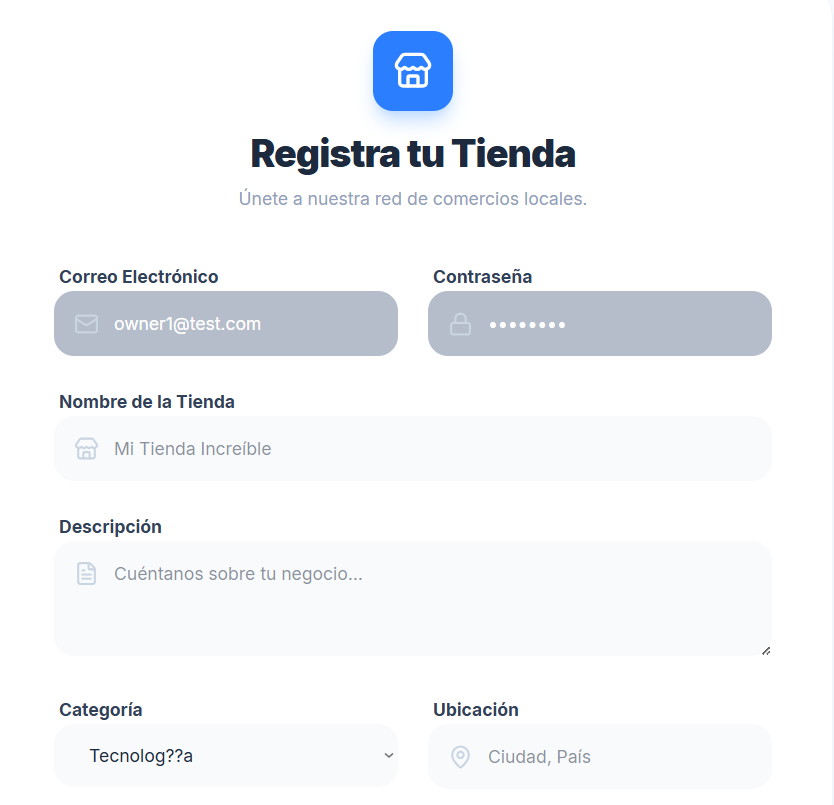 Registra tu Tienda
Únete a nuestra red de comercios locales.
Correo Electrónico
Contraseña
owner1@test.com
••••••••
Nombre de la Tienda
Mi Tienda Increíble
Descripción
Cuéntanos sobre tu negocio...
Categoría
Ubicación
Tecnolog??a
Ciudad, País